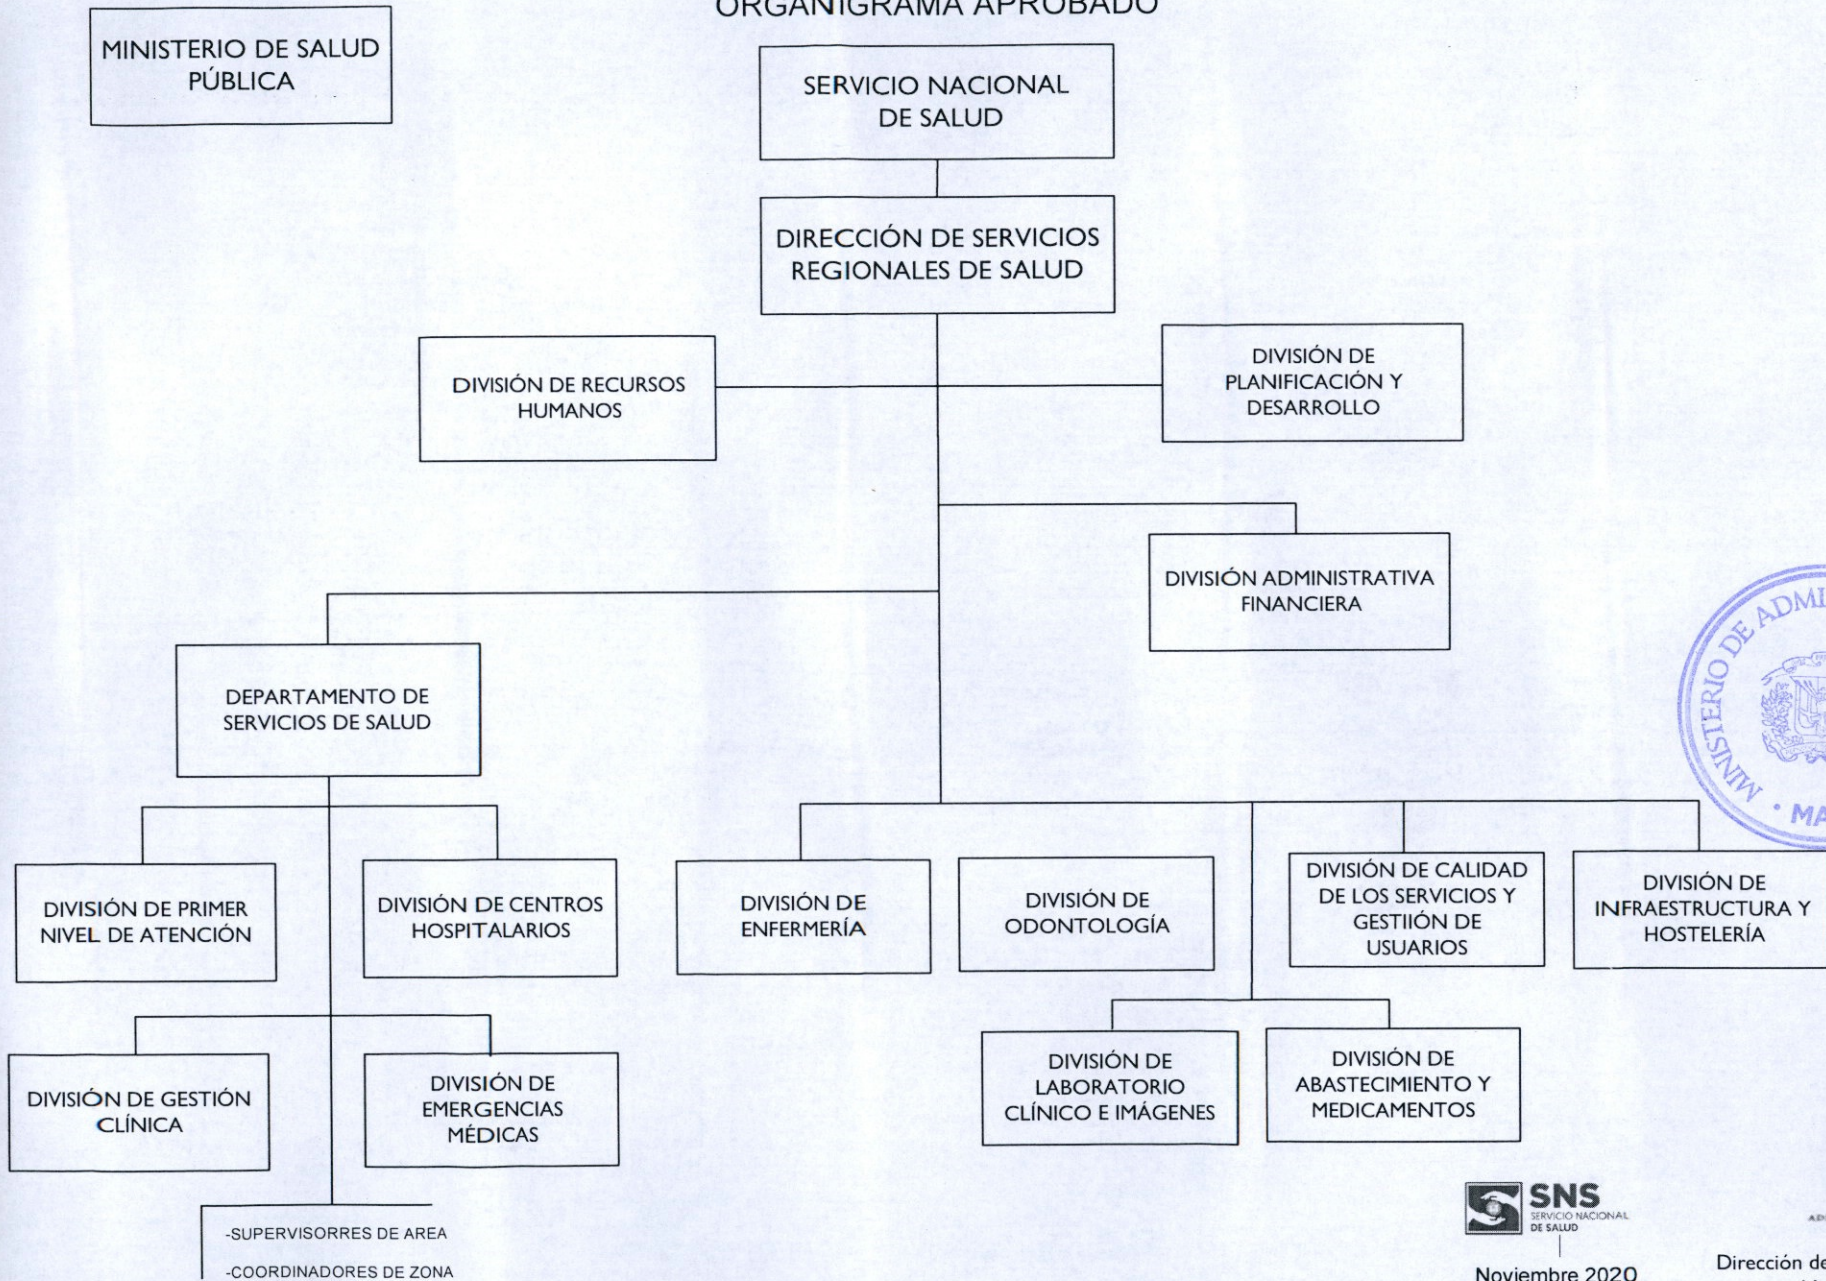 ORGANIGRAMA APROBADO
MINISTERIO DE SALUD
PÚBLICA
SERVICIO NACIONAL
DE SALUD
DIRECCIÓN DE SERVICIOS
REGIONALES DE SALUD
DIVISIÓN DE RECURSOS
HUMANOS
DIVISIÓN DE
PLANIFICACIÓN Y
DESARROLLO
DIVISIÓN ADMINISTRATIVA
FINANCIERA
DEPARTAMENTO DE
SERVICIOS DE SALUD
DIVISIÓN DE PRIMER
NIVEL DE ATENCIÓN
DIVISIÓN DE CENTROS
HOSPITALARIOS
DIVISIÓN DE
ENFERMERÍA
DIVISIÓN DE
ODONTOLOGÍA
DIVISIÓN DE CALIDAD
DE LOS SERVICIOS Y
GESTIIÓN DE
USUARIOS
DIVISIÓN DE
INFRAESTRUCTURA Y
HOSTELERÍA
DIVISIÓN DE GESTIÓN
CLÍNICA
DIVISIÓN DE
EMERGENCIAS
MÉDICAS
DIVISIÓN DE
LABORATORIO
CLÍNICO E IMÁGENES
DIVISIÓN DE
ABASTECIMIENTO Y
MEDICAMENTOS
-SUPERVISORRES DE AREA
-COORDINADORES DE ZONA
MINISTERIO DE ADMI
MA
SNS
SERVICIO NACIONAL
DE SALUD
Noviembre 2020
Dirección de